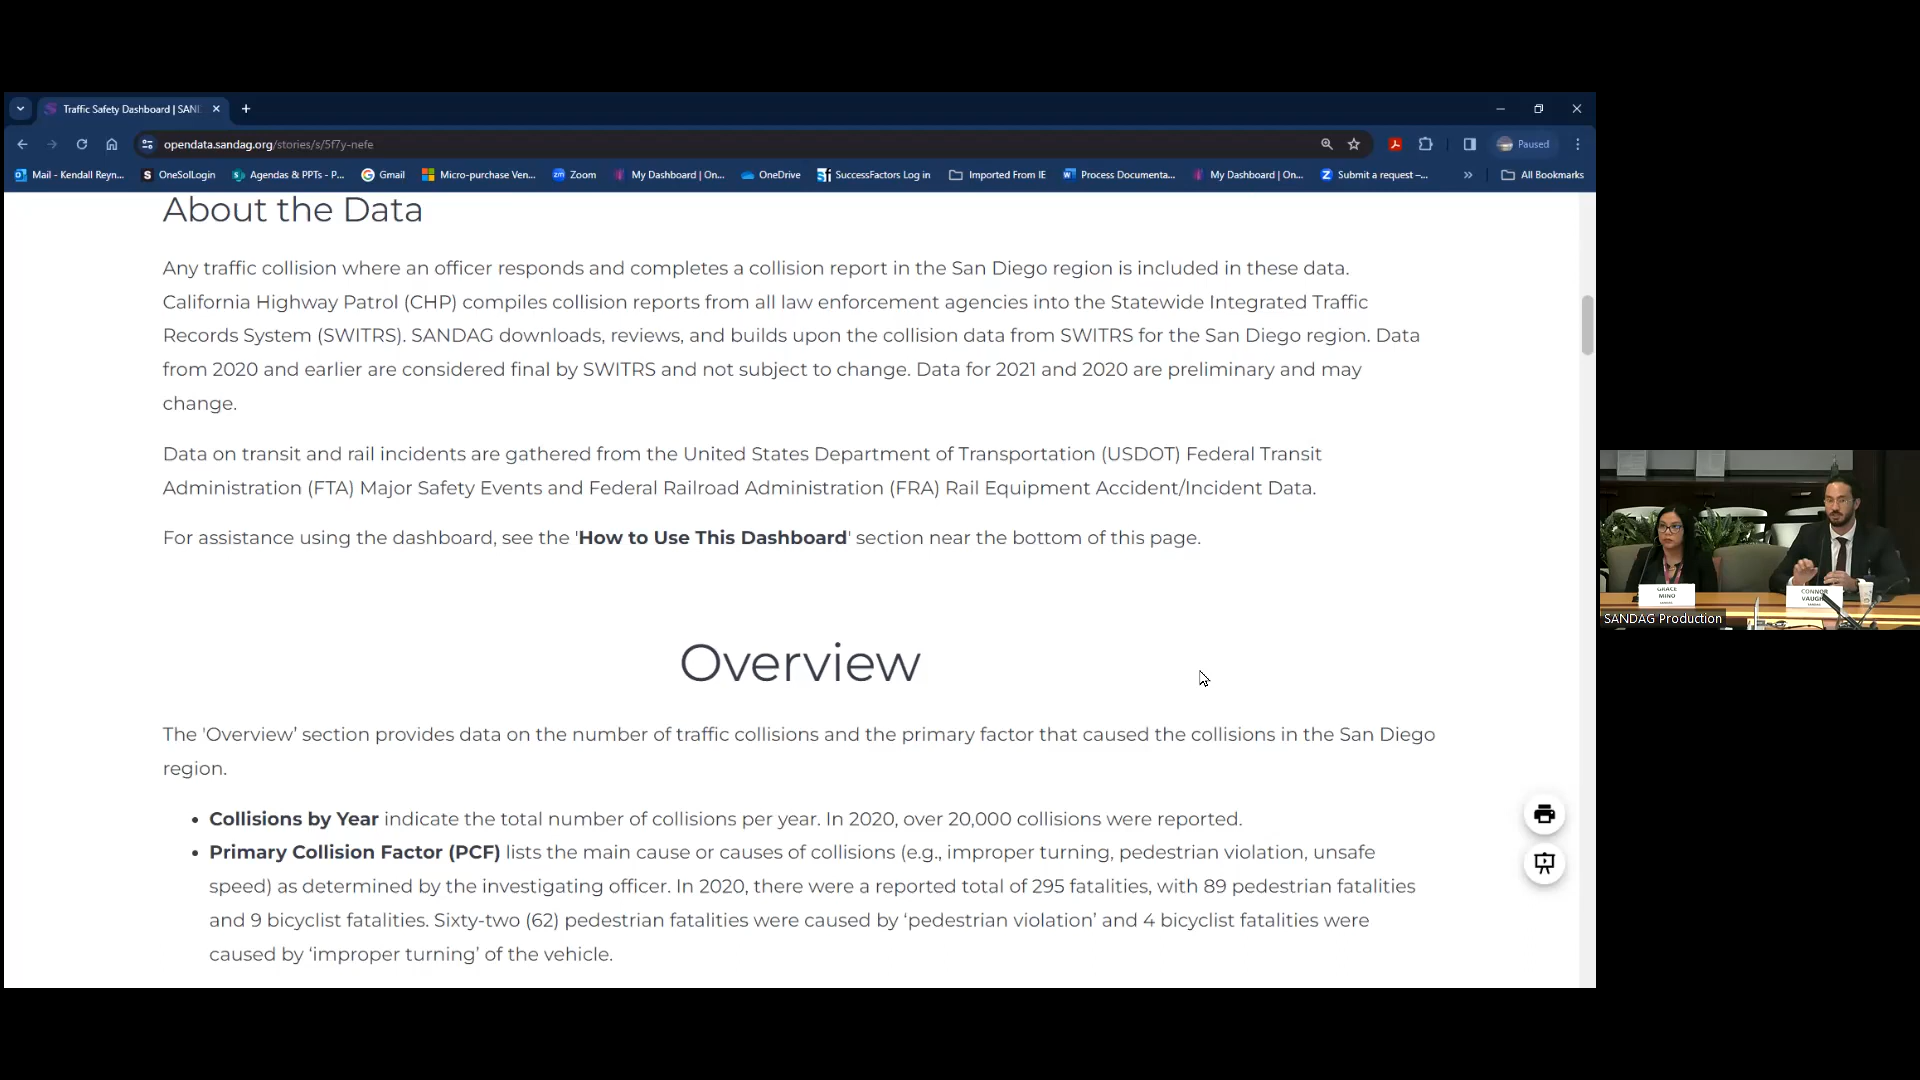 Traffic Safety Dashboard | SAN
opendata.sandag.org/stories/s/5f7y-nefe
Paused
Mail - Kendall Reyn...
OneSolLogin
Agendas & PPTs - P...
Gmail
Micro-purchase Ven...
Zoom
My Dashboard | On...
OneDrive
SuccessFactors Log in
Imported From IE
Process Documenta...
My Dashboard | On...
Submit a request –...
All Bookmarks
About the Data
Any traffic collision where an officer responds and completes a collision report in the San Diego region is included in these data.
California Highway Patrol (CHP) compiles collision reports from all law enforcement agencies into the Statewide Integrated Traffic
Records System (SWITRS). SANDAG downloads, reviews, and builds upon the collision data from SWITRS for the San Diego region. Data
from 2020 and earlier are considered final by SWITRS and not subject to change. Data for 2021 and 2020 are preliminary and may
change.
Data on transit and rail incidents are gathered from the United States Department of Transportation (USDOT) Federal Transit
Administration (FTA) Major Safety Events and Federal Railroad Administration (FRA) Rail Equipment Accident/Incident Data.
For assistance using the dashboard, see the 'How to Use This Dashboard' section near the bottom of this page.
Overview
The 'Overview’ section provides data on the number of traffic collisions and the primary factor that caused the collisions in the San Diego
region.
• Collisions by Year indicate the total number of collisions per year. In 2020, over 20,000 collisions were reported.
• Primary Collision Factor (PCF) lists the main cause or causes of collisions (e.g., improper turning, pedestrian violation, unsafe
speed) as determined by the investigating officer. In 2020, there were a reported total of 295 fatalities, with 89 pedestrian fatalities
and 9 bicyclist fatalities. Sixty-two (62) pedestrian fatalities were caused by ‘pedestrian violation’ and 4 bicyclist fatalities were
caused by ‘improper turning’ of the vehicle.
GRACE
MINO
CONNOR
SANDAG Production